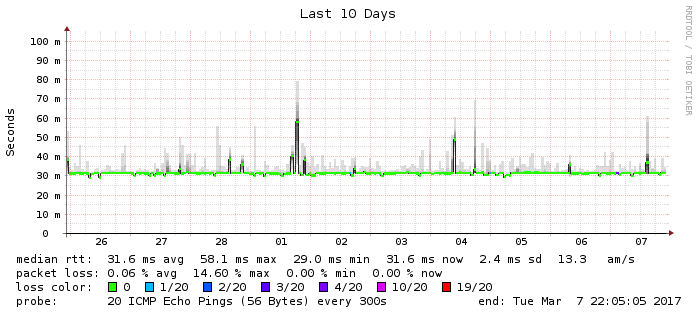 Last 10 Days
RRDTOOL / TOBI OETIKER
Seconds
100 m
90 m
80 m
70 m
60 m
50 m
40 m
30 m
20 m
10 m
0
26 27 28 01 02 03 04 05 06 07
median rtt: 31.6 ms avg 58.1 ms max 29.0 ms min 31.6 ms now 2.4 ms sd 13.3 am/s
packet loss: 0.06 % avg 14.60 % max 0.00 % min 0.00 % now
loss color: 0 1/20 2/20 3/20 4/20 10/20 19/20
probe: 20 ICMP Echo Pings (56 Bytes) every 300s end: Tue Mar 7 22:05:05 2017